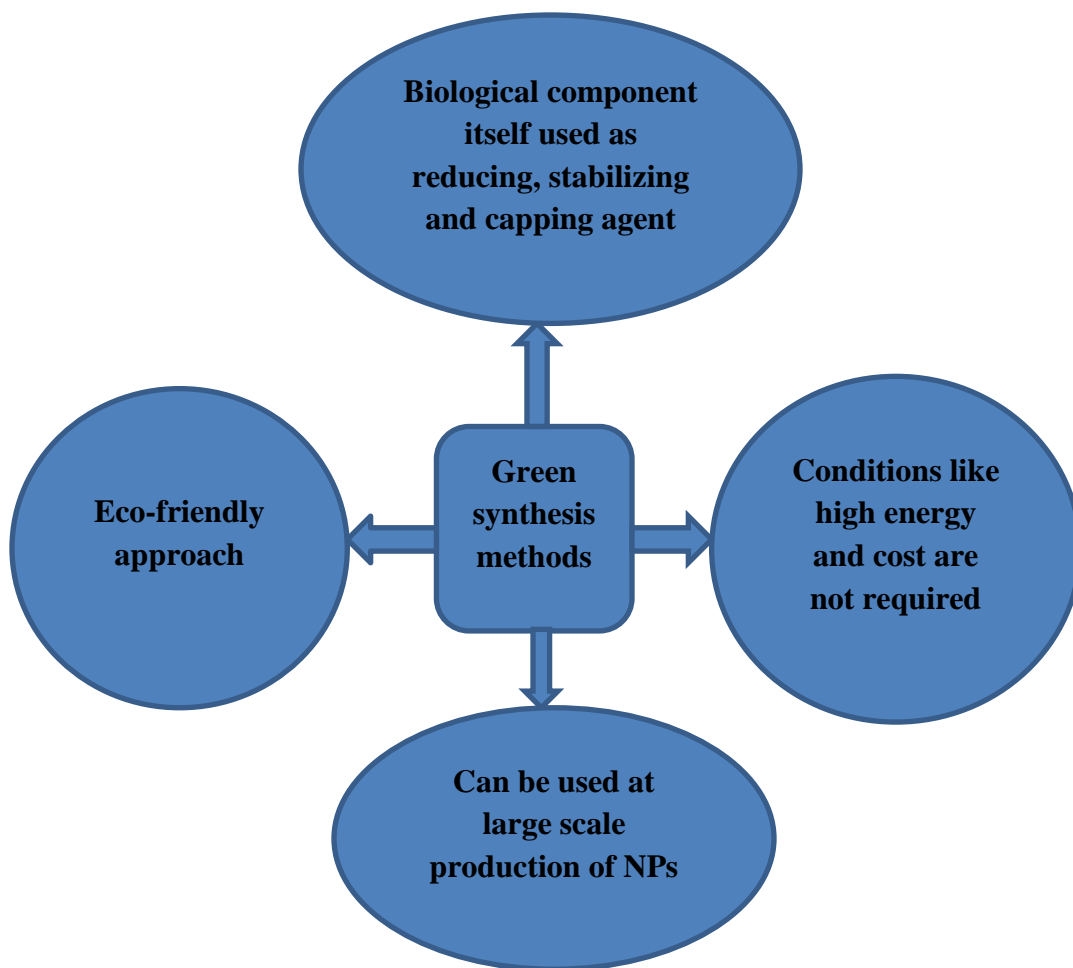 Biological component
itself used as
reducing, stabilizing
and capping agent
Eco-friendly
approach
Green
synthesis
methods
Conditions like
high energy
and cost are
not required
Can be used at
large scale
production of NPs